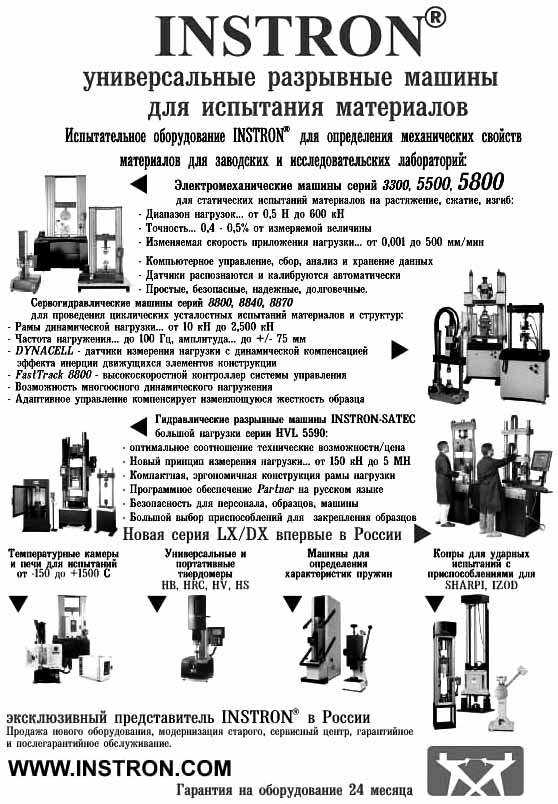 INSTRON®
универсальные разрывные машины
для испытания материалов
Испытательное оборудование INSTRON® для определения механических свойств
материалов для заводских и исследовательских лабораторий:
Электромеханические машины серий 3300, 5500, 5800
для статических испытаний материалов на растяжение, сжатие, изгиб:
- Диапазон нагрузок... от 0,5 Н до 600 кН
- Точность... 0,4 - 0,5% от измеряемой величины
- Изменяемая скорость приложения нагрузки... от 0,001 до 500 мм/мин
- Компьютерное управление, сбор, анализ и хранение данных
- Датчики распознаются и калибруются автоматически
- Простые, безопасные, надежные, долговечные.
Сервогидравлические машины серий 8800, 8840, 8870
для проведения циклических усталостных испытаний материалов и структур:
- Рамы динамической нагрузки... от 10 кН до 2,500 кН
- Частота нагружения... до 100 Гц, амплитуда... до +/- 75 мм
- DYNACELL - датчики измерения нагрузки с динамической компенсацией
эффекта инерции движущихся элементов конструкции
- FastTrack 8800 - высокоскоростной контроллер системы управления
- Возможность многоосного динамического нагружения
- Адаптивное управление компенсирует изменяющуюся жесткость образца
Гидравлические разрывные машины INSTRON-SATEC
большой нагрузки серии HVL 5590:
- оптимальное соотношение технические возможности/цена
- Новый принцип измерения нагрузки... от 150 кН до 5 МН
- Компактная, эргономичная конструкция рамы нагрузки
- Программное обеспечение Partner на русском языке
- Безопасность для персонала, образцов, машины
- Большой выбор приспособлений для закрепления образцов
Новая серия LX/DX впервые в России
Температурные камеры
и печи для испытаний
от -150 до +1500 С
Универсальные и
портативные
твердомеры
HB, HRC, HV, HS
Машины для
определения
характеристик пружин
Копры для ударных
испытаний с
приспособлениями для
SHARPI, IZOD
эксклюзивный представитель INSTRON® в России
Продажа нового оборудования, модернизация старого, сервисный центр, гарантийное
и послегарантийное обслуживание.
WWW.INSTRON.COM
Гарантия на оборудование 24 месяца